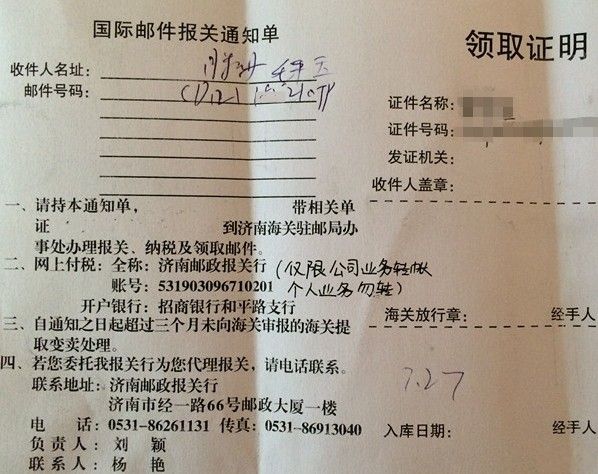 国际邮件报关通知单
收件人名址：
邮件号码：
一、请持本通知单， 带相关单
证 到济南海关驻邮局办
事处办理报关、纳税及领取邮件。
二、网上付税：全称：济南邮政报关行（仅限公司业务转帐
账号：531903096710201 个人业务勿转）
开户银行：招商银行和平路支行
三、自通知之日起超过三个月未向海关审报的海关提
取变卖处理。
四、若您委托我报关行为您代理报关，请电话联系。
联系地址：济南邮政报关行
济南市经一路66号邮政大厦一楼
电 话：0531-86261131 传真：0531-86913040
负 责 人：刘 颖
联 系 人：杨 艳
领取证明
证件名称：
证件号码：
发证机关：
收件人盖章：
海关放行章： 经手人
7.27
入库日期： 经手人